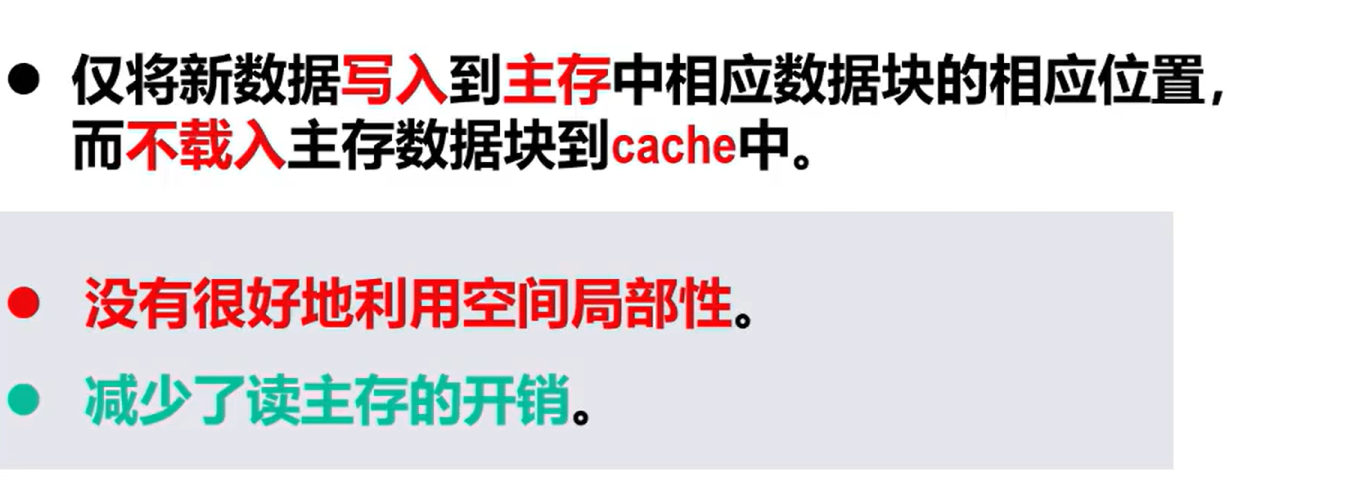 ● 仅将新数据写入到主存中相应数据块的相应位置，
而不载入主存数据块到cache中。
● 没有很好地利用空间局部性。
● 减少了读主存的开销。